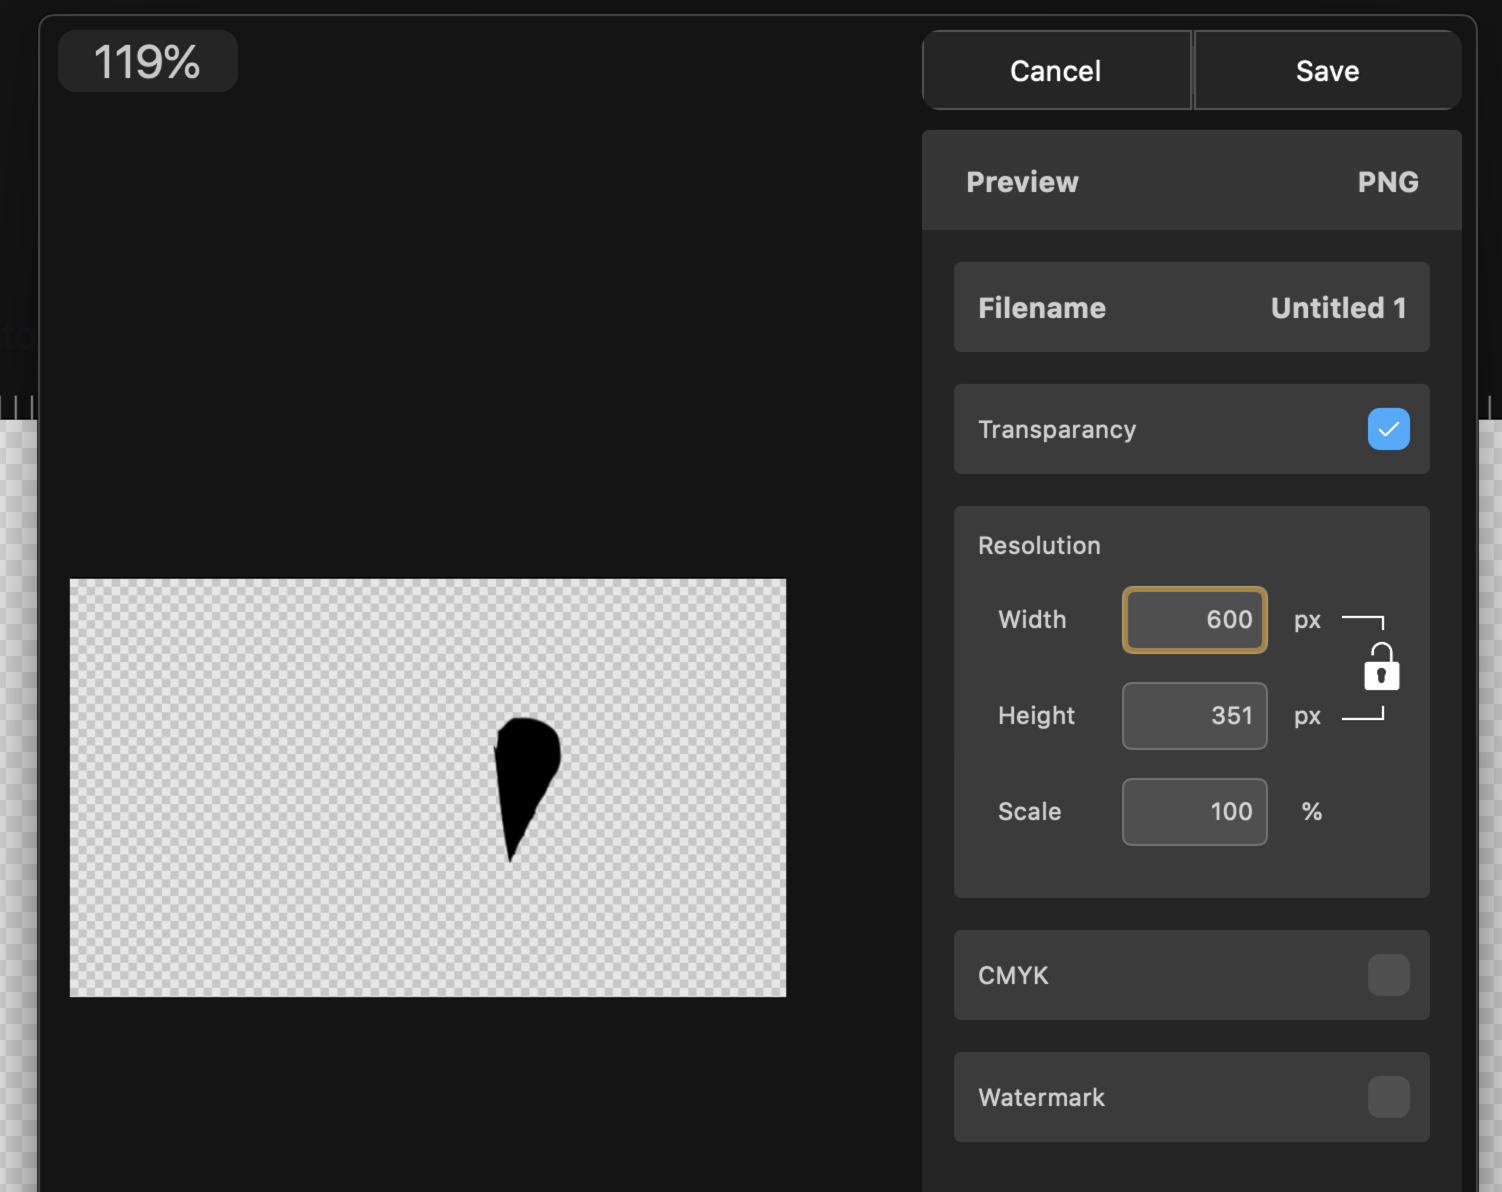 119%
Cancel
Save
Preview
PNG
Filename
Untitled 1
Transparancy
Resolution
Width 600 px
Height 351 px
Scale 100 %
CMYK
Watermark